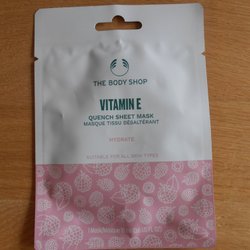 THE BODY SHOP
VITAMIN E
QUENCH SHEET MASK
MASQUE TISSU DÉSALTÉRANT
HYDRATE
SUITABLE FOR ALL SKIN TYPES